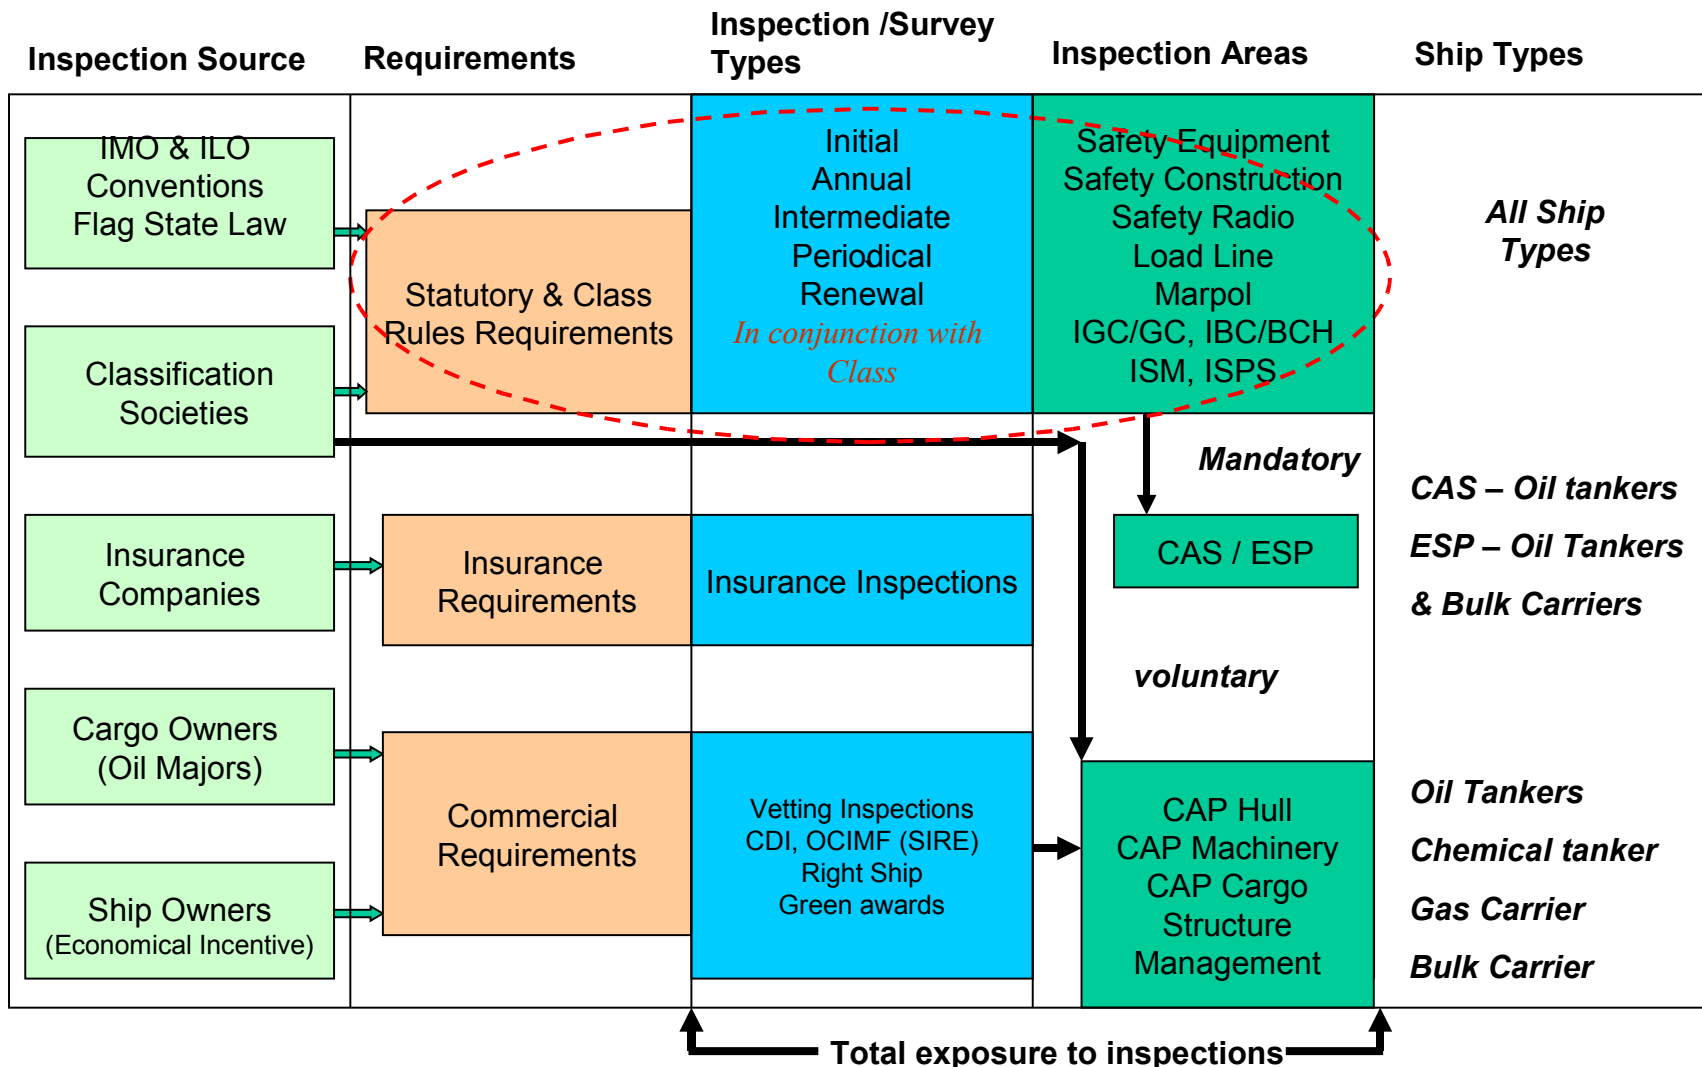 Inspection Source
Requirements
Inspection /Survey
Types
Inspection Areas
Ship Types
IMO & ILO
Conventions
Flag State Law
Classification
Societies
Insurance
Companies
Cargo Owners
(Oil Majors)
Ship Owners
(Economical Incentive)
Statutory & Class
Rules Requirements
Insurance
Requirements
Commercial
Requirements
Initial
Annual
Intermediate
Periodical
Renewal
In conjunction with
Class
Insurance Inspections
Vetting Inspections
CDI, OCIMF (SIRE)
Right Ship
Green awards
Safety Equipment
Safety Construction
Safety Radio
Load Line
Marpol
IGC/GC, IBC/BCH
ISM, ISPS
Mandatory
CAS / ESP
voluntary
CAP Hull
CAP Machinery
CAP Cargo
Structure
Management
All Ship
Types
CAS – Oil tankers
ESP – Oil Tankers
& Bulk Carriers
Oil Tankers
Chemical tanker
Gas Carrier
Bulk Carrier
Total exposure to inspections